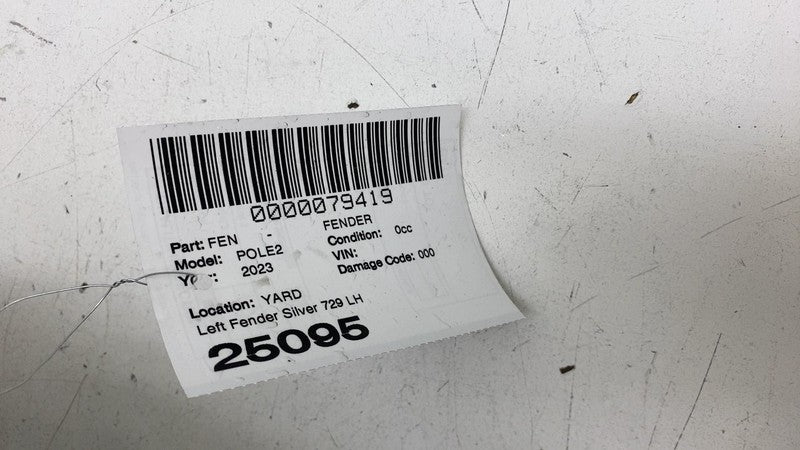 0000079419
Part: FEN - FENDER
Model: POLE2 Condition: 0cc
2023 VIN:
Damage Code: 000
Location: YARD
Left Fender Silver 729 LH
25095